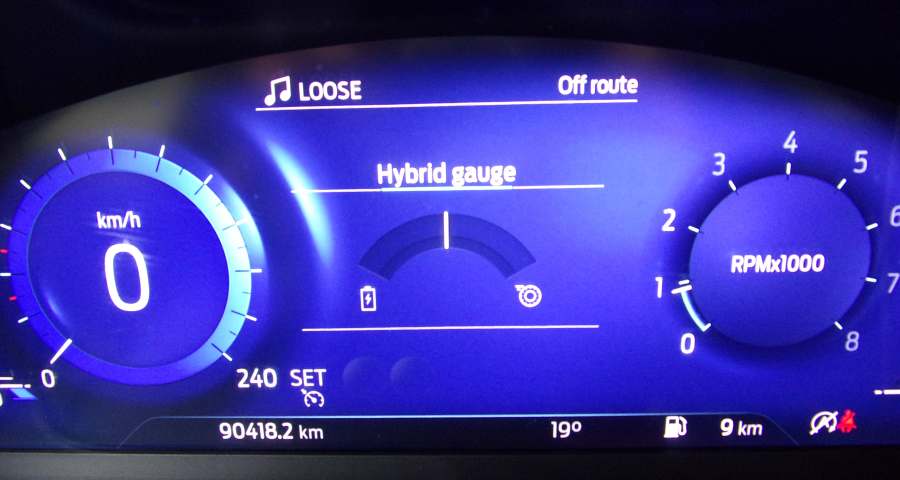 LOOSE Off route
Hybrid gauge
km/h
0
0 240
SET
RPMx1000
0 1 2 3 4 5 6 7 8
90418.2 km 19° 9 km